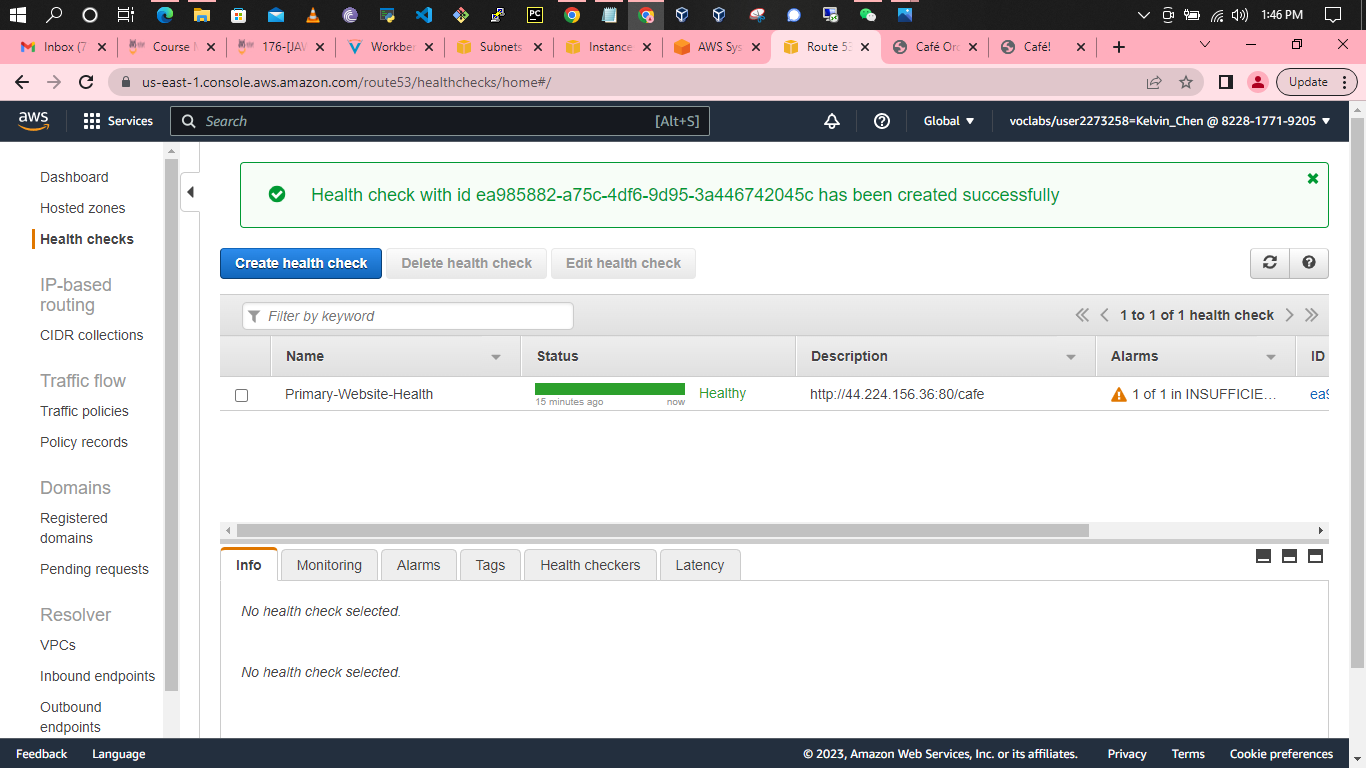 1:46 PM
Inbox (7
Course M
176-[JAW
Workben
Subnets
Instance
AWS Sys
Route 53
Café Ord
Café!
us-east-1.console.aws.amazon.com/route53/healthchecks/home#/
Update
aws
Services
Search
[Alt+S]
Global
voclabs/user2273258=Kelvin_Chen @ 8228-1771-9205
Dashboard
Hosted zones
Health checks
IP-based
routing
CIDR collections
Traffic flow
Traffic policies
Policy records
Domains
Registered
domains
Pending requests
Resolver
VPCs
Inbound endpoints
Outbound
endpoints
Health check with id ea985882-a75c-4df6-9d95-3a446742045c has been created successfully
Create health check
Delete health check
Edit health check
Filter by keyword
1 to 1 of 1 health check
Name
Status
Description
Alarms
ID
Primary-Website-Health
15 minutes ago
now
Healthy
http://44.224.156.36:80/cafe
1 of 1 in INSUFFICIE…
ea9
Info
Monitoring
Alarms
Tags
Health checkers
Latency
No health check selected.
No health check selected.
Feedback
Language
© 2023, Amazon Web Services, Inc. or its affiliates.
Privacy
Terms
Cookie preferences